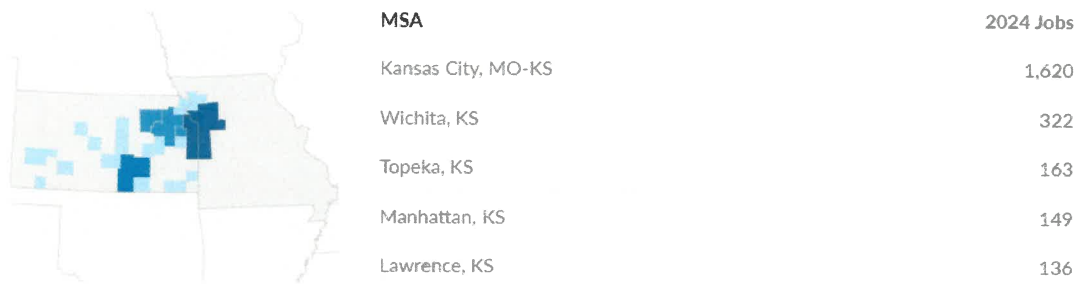 MSA 2024 Jobs
Kansas City, MO-KS 1,620
Wichita, KS 322
Topeka, KS 163
Manhattan, KS 149
Lawrence, KS 136